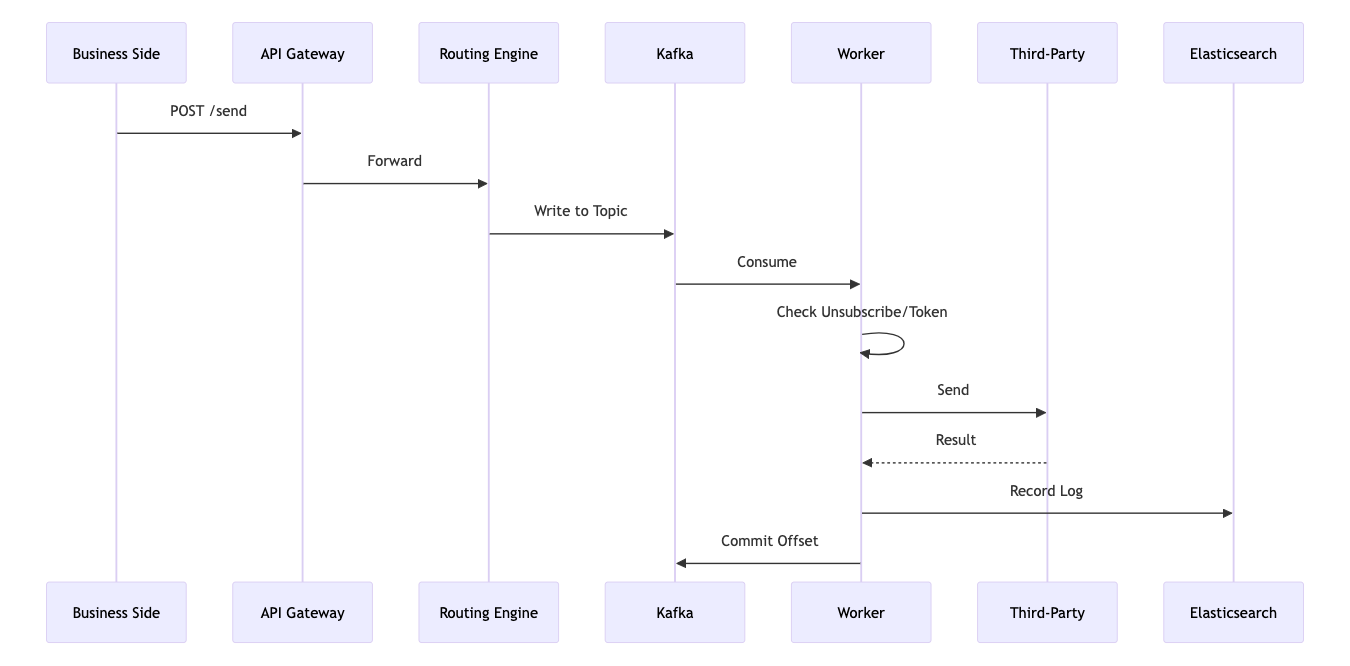 Business Side
API Gateway
Routing Engine
Kafka
Worker
Third-Party
Elasticsearch
POST /send
Forward
Write to Topic
Consume
Check Unsubscribe/Token
Send
Result
Record Log
Commit Offset
Business Side
API Gateway
Routing Engine
Kafka
Worker
Third-Party
Elasticsearch